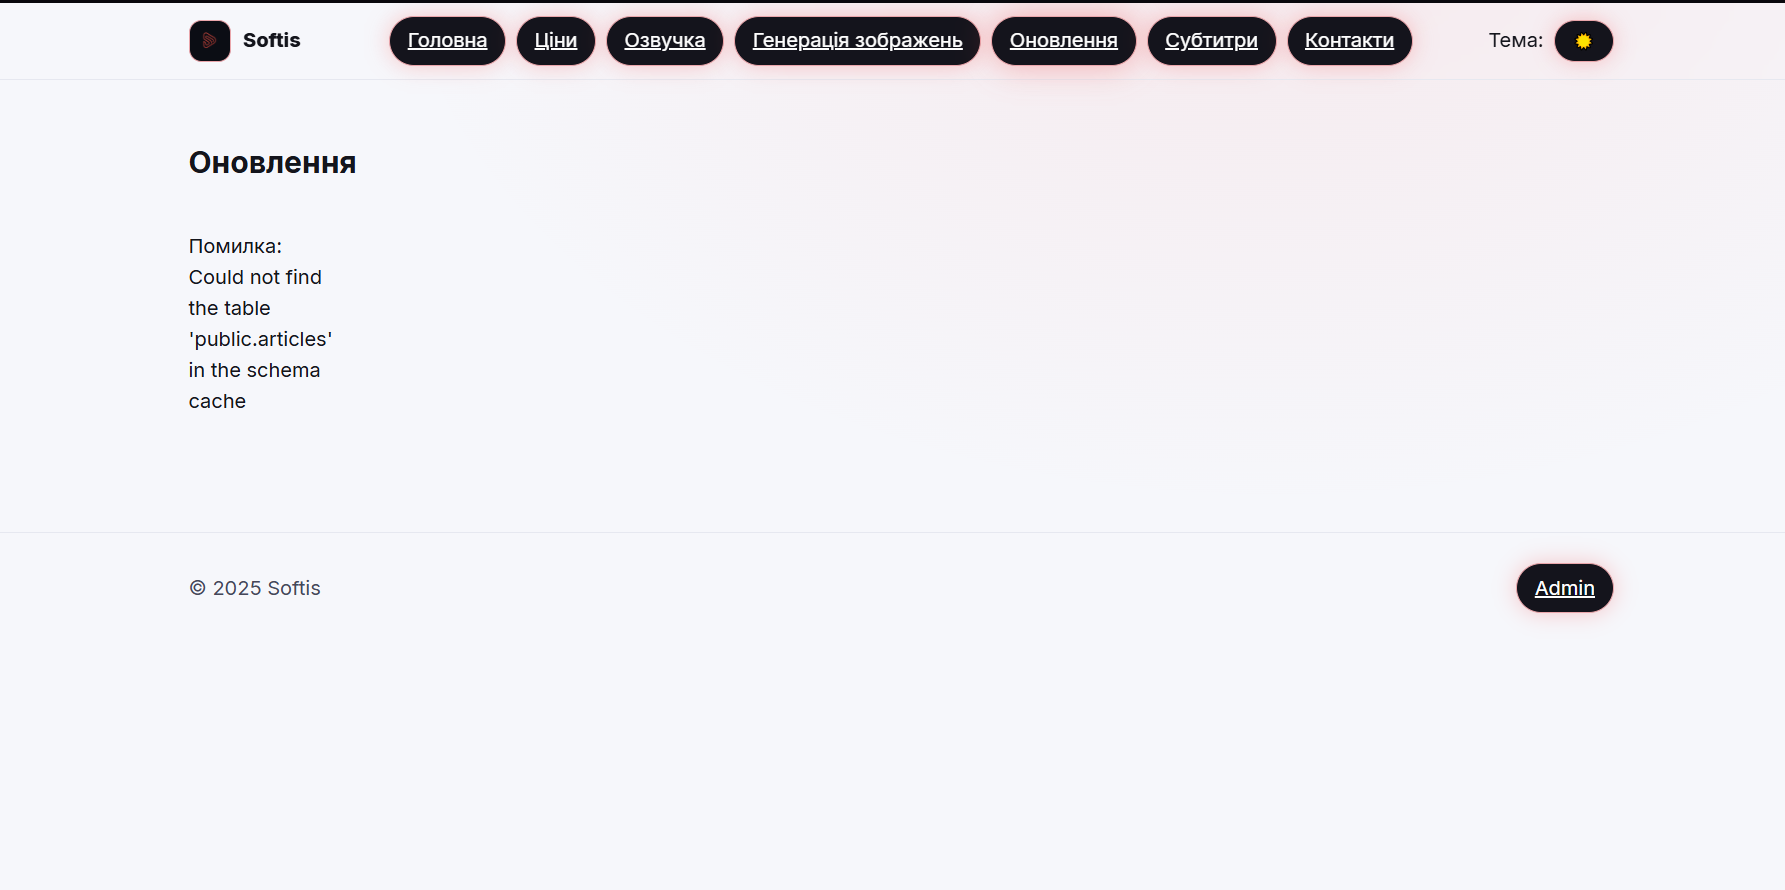 Softis
Головна
Ціни
Озвучка
Генерація зображень
Оновлення
Субтитри
Контакти
Тема:
Оновлення
Помилка:
Could not find
the table
'public.articles'
in the schema
cache
© 2025 Softis
Admin